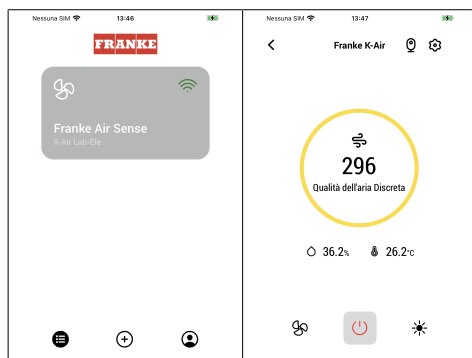 Nessuna SIM 13:46
FRANKE
Franke Air Sense
K-Air Lab-Ele
Nessuna SIM 13:47
Franke K-Air
296
Qualità dell'aria Discreta
36.2% 26.2°C